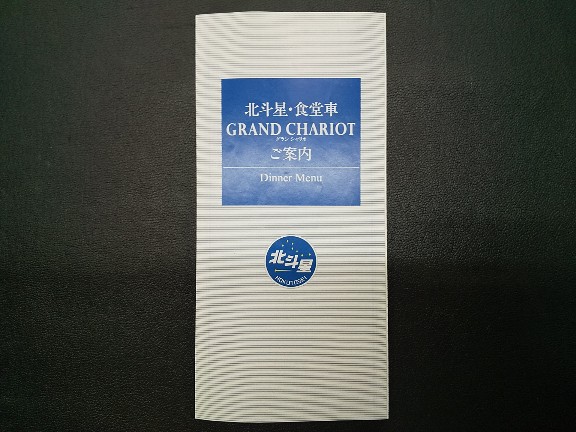 北斗星・食堂車
GRAND CHARIOT
グランシャリオ
ご案内
Dinner Menu
北斗星
HOKUTOSEI